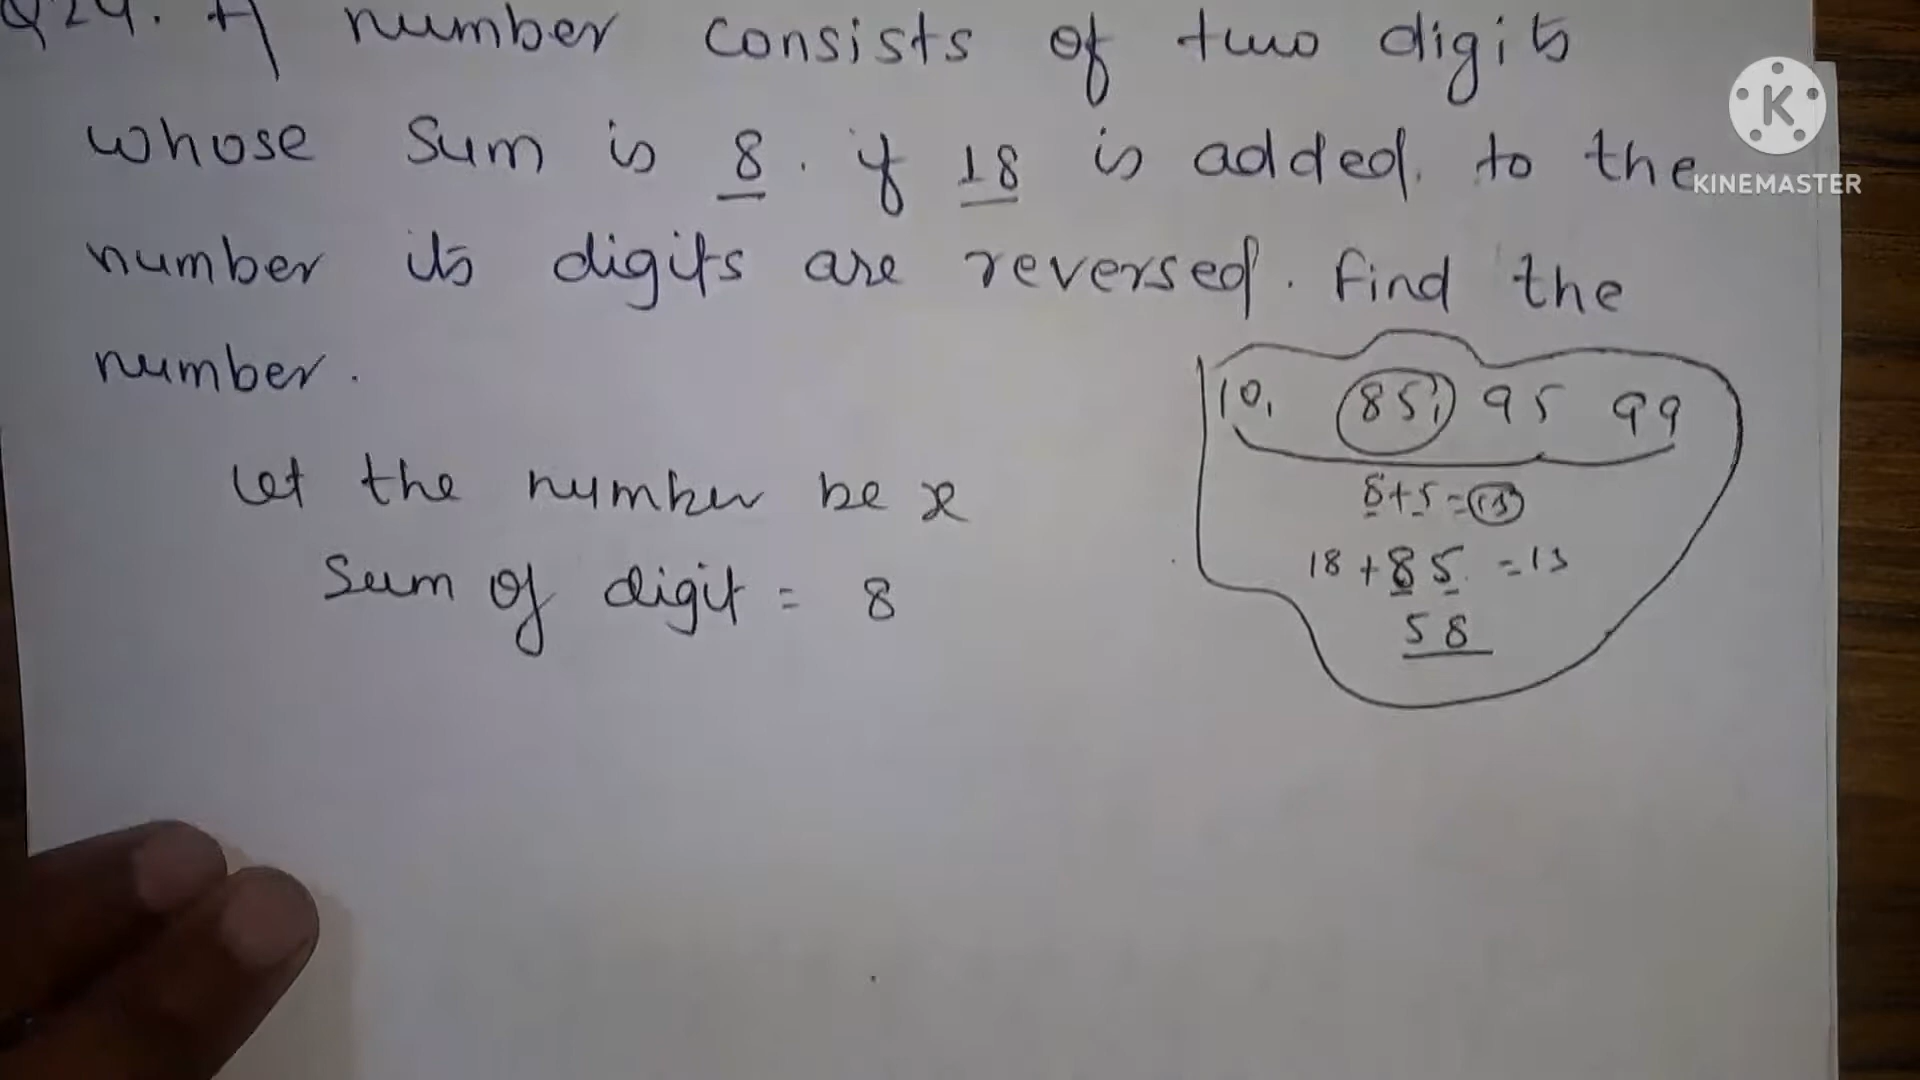 Q24. A number consists of two digits
whose sum is 8. if 18 is added. to the
number its digits are reversed. Find the
number.
Let the number be x
Sum of digit = 8
10, 85, 95 99
8+5=13
18+85 = 13
58
K
KINEMASTER